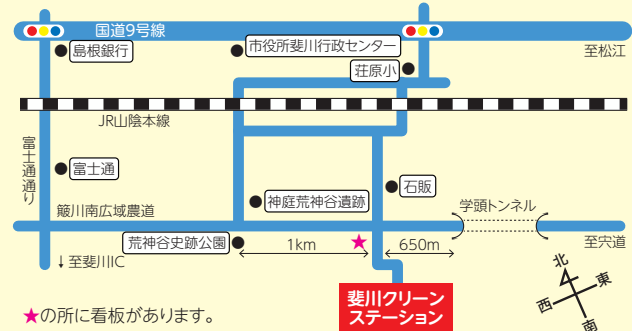 国道9号線
島根銀行
市役所斐川行政センター
荘原小
至松江
JR山陰本線
富士通通り
富士通
石販
神庭荒神谷遺跡
学頭トンネル
簸川南広域農道
荒神谷史跡公園
1km
★
650m
至宍道
↓至斐川IC
北
東
西
南
斐川クリーン
ステーション
★の所に看板があります。